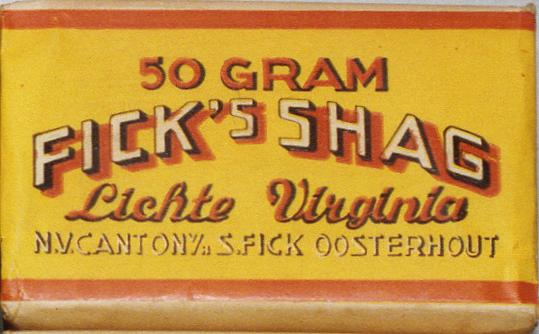 50 GRAM
FICK'S SHAG
Lichte Virginia
N.V. CANTON V/H S. FICK OOSTERHOUT